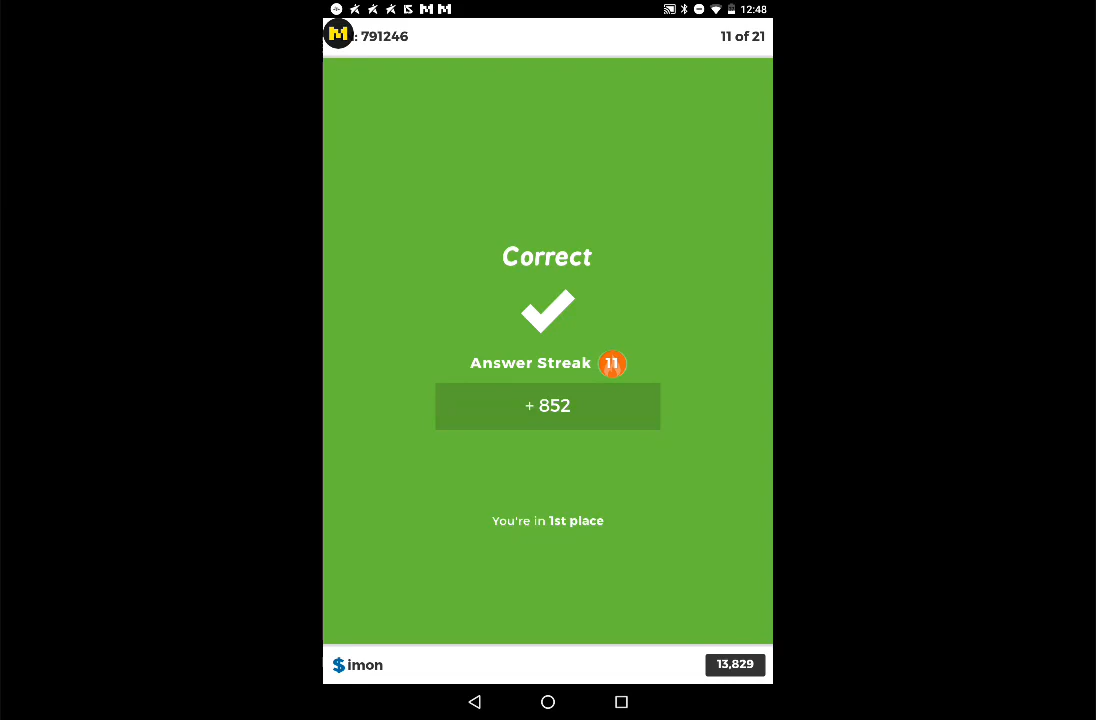 12:48
: 791246
11 of 21
Correct
Answer Streak 11
+ 852
You're in 1st place
$imon
13,829